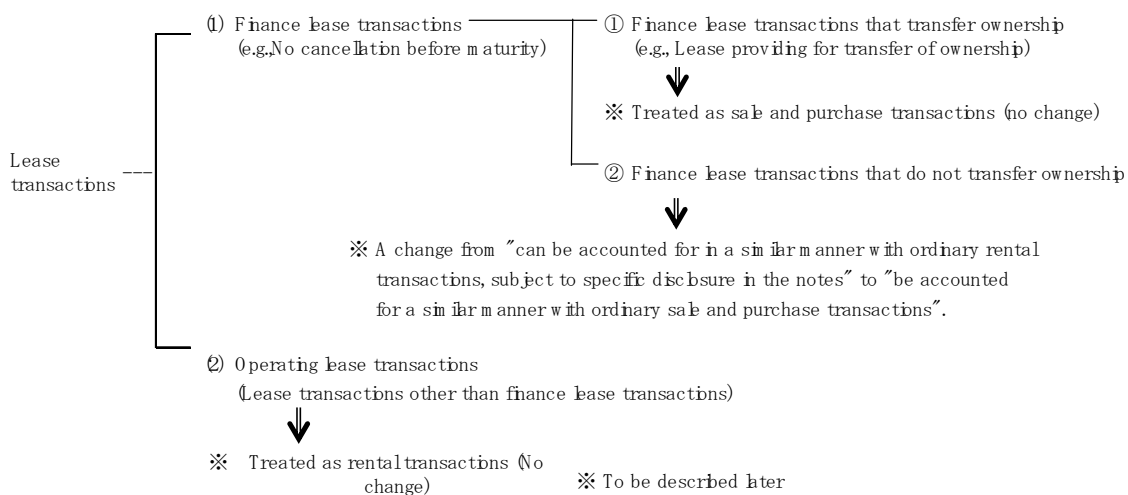 (1) Finance lease transactions
(e.g., No cancellation before maturity)
① Finance lease transactions that transfer ownership
(e.g., Lease providing for transfer of ownership)
※ Treated as sale and purchase transactions (no change)
Lease
transactions
② Finance lease transactions that do not transfer ownership
※ A change from "can be accounted for in a similar manner with ordinary rental
transactions, subject to specific disclosure in the notes" to "be accounted
for a similar manner with ordinary sale and purchase transactions".
(2) Operating lease transactions
(Lease transactions other than finance lease transactions)
※ Treated as rental transactions (No
change)
※ To be described later